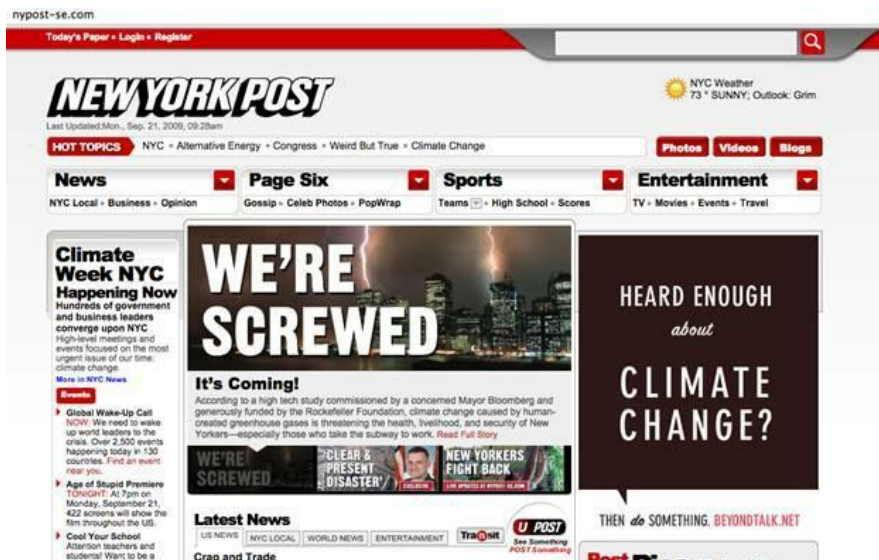 nypost-se.com
Today's Paper • Login • Register
NEW YORK POST
NYC Weather
73 ° SUNNY; Outlook: Grim
Last Updated:Mon., Sep. 21, 2009, 09:28am
HOT TOPICS NYC • Alternative Energy • Congress • Weird But True • Climate Change
Photos Videos Blogs
News Page Six Sports Entertainment
NYC Local • Business • Opinion Gossip • Celeb Photos • PopWrap Teams • High School • Scores TV • Movies • Events • Travel
Climate
Week NYC
Happening Now
Hundreds of government
and business leaders
converge upon NYC
High-level meetings and
events focused on the most
urgent issue of our time:
climate change.
More in NYC News
Events
Global Wake-Up Call
NOW: We need to wake
up world leaders to the
crisis. Over 2,500 events
happening today in 130
countries. Find an event
near you.
Age of Stupid Premiere
TONIGHT: At 7pm on
Monday, September 21,
422 screens will show the
film throughout the US.
Cool Your School
Attention teachers and
students! Want to be a
WE'RE
SCREWED
It's Coming!
According to a high tech study commissioned by a concerned Mayor Bloomberg and
generously funded by the Rockefeller Foundation, climate change caused by human-
created greenhouse gases is threatening the health, livelihood, and security of New
Yorkers—especially those who take the subway to work. Read Full Story
WE'RE
SCREWED
'CLEAR &
PRESENT
DISASTER'
EXCLUSIVE
NEW YORKERS
FIGHT BACK
LIVE UPDATES AT NYPOST-SE.COM
Latest News
US NEWS NYC LOCAL WORLD NEWS ENTERTAINMENT Transit
U POST
See Something
POST Something
Crap and Trade
HEARD ENOUGH
about
CLIMATE
CHANGE?
THEN do SOMETHING. BEYONDTALK.NET
Post